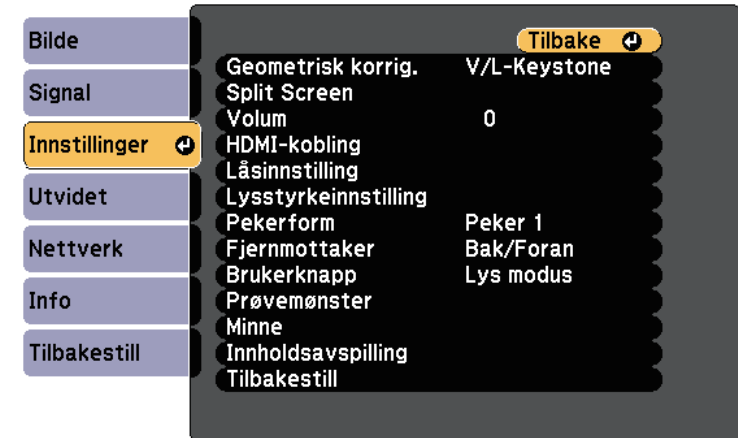 Bilde
Signal
Innstillinger
Utvidet
Nettverk
Info
Tilbakestill
Tilbake
Geometrisk korrig. V/L-Keystone
Split Screen
Volum 0
HDMI-kobling
Låsinnstilling
Lysstyrkeinnstilling
Pekerform Peker 1
Fjernmottaker Bak/Foran
Brukerknapp Lys modus
Prøvemønster
Minne
Innholdsavspilling
Tilbakestill